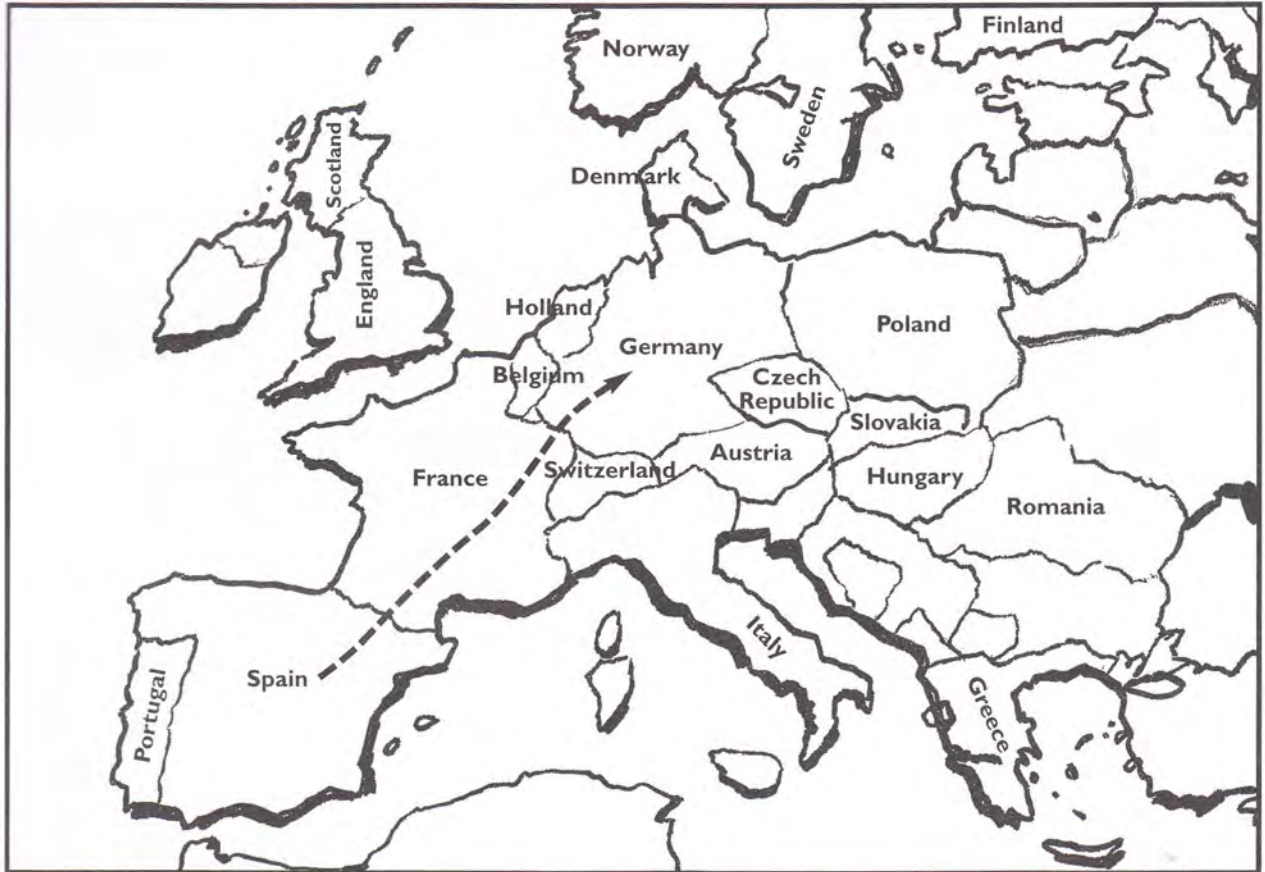 Finland
Norway
Sweden
Scotland
Denmark
England
Holland
Poland
Germany
Belgium
Czech
Republic
Slovakia
Austria
Switzerland
France
Hungary
Romania
Italy
Spain
Portugal
Greece